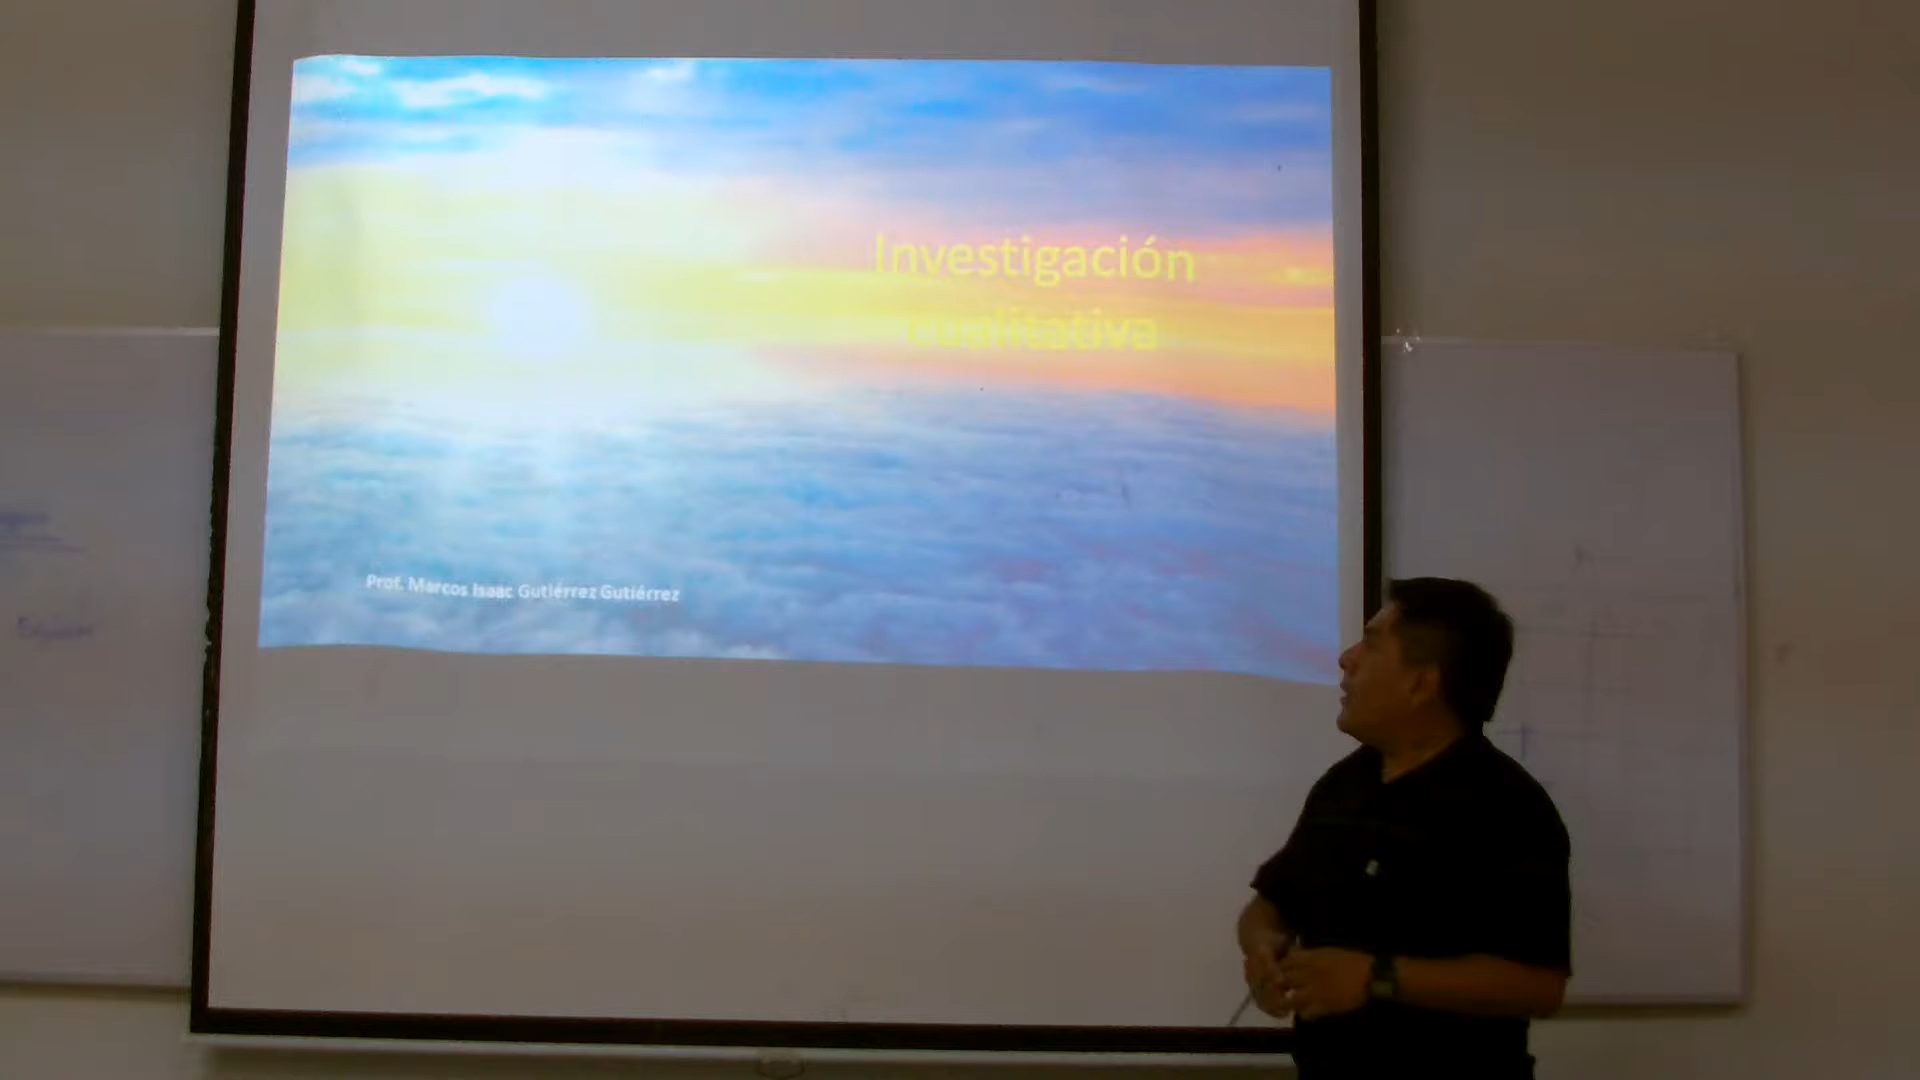 Investigación
cualitativa
Prof. Marcos Isaac Gutiérrez Gutiérrez